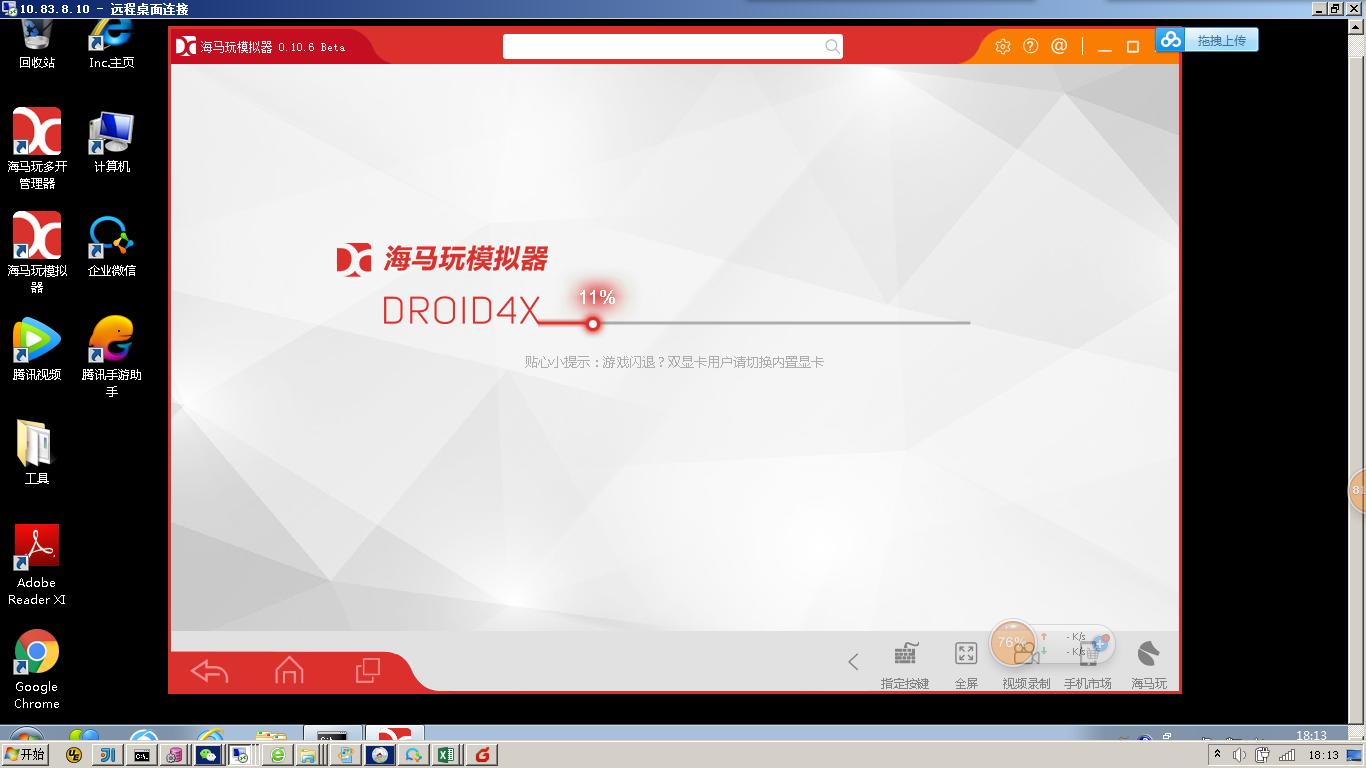 10.83.8.10 - 远程桌面连接
海马玩模拟器 0.10.6 Beta
拖拽上传
回收站
Inc.主页
海马玩多开
管理器
计算机
海马玩模拟
器
企业微信
腾讯视频
腾讯手游助
手
工具
Adobe
Reader XI
Google
Chrome
海马玩模拟器
DROID4X
11%
贴心小提示：游戏闪退？双显卡用户请切换内置显卡
81
76%
- K/s
- K/s
指定按键
全屏
视频录制
手机市场
海马玩
18:13
开始
18:13